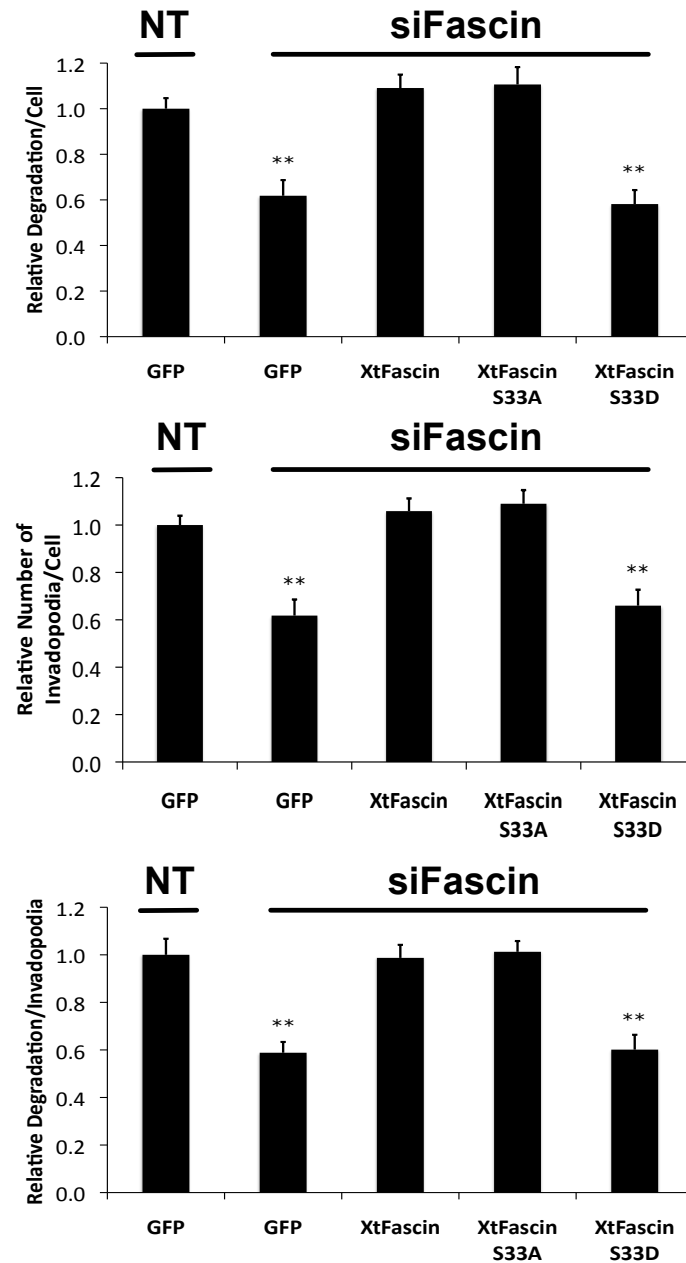 NT siFascin
Relative Degradation/Cell
1.2
1.0
0.8
0.6
0.4
0.2
0.0
**
**
GFP GFP XtFascin XtFascin XtFascin
S33A S33D
NT siFascin
Relative Number of
Invadopodia/Cell
1.2
1.0
0.8
0.6
0.4
0.2
0.0
**
**
GFP GFP XtFascin XtFascin XtFascin
S33A S33D
NT siFascin
Relative Degradation/Invadopodia
1.2
1.0
0.8
0.6
0.4
0.2
0.0
**
**
GFP GFP XtFascin XtFascin XtFascin
S33A S33D